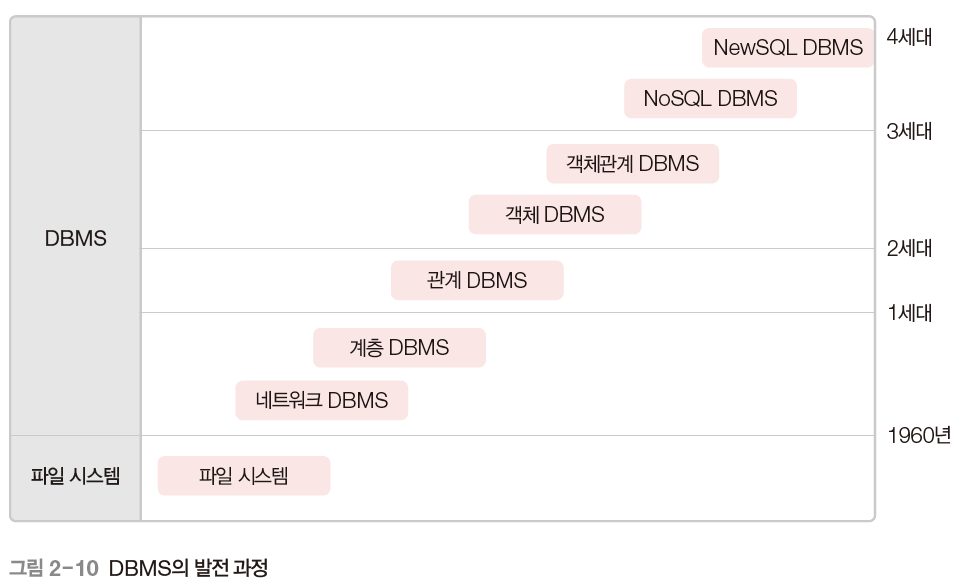 4세대
NewSQL DBMS
NoSQL DBMS
3세대
객체관계 DBMS
객체 DBMS
DBMS
2세대
관계 DBMS
1세대
계층 DBMS
네트워크 DBMS
1960년
파일 시스템
파일 시스템
그림 2-10 DBMS의 발전 과정